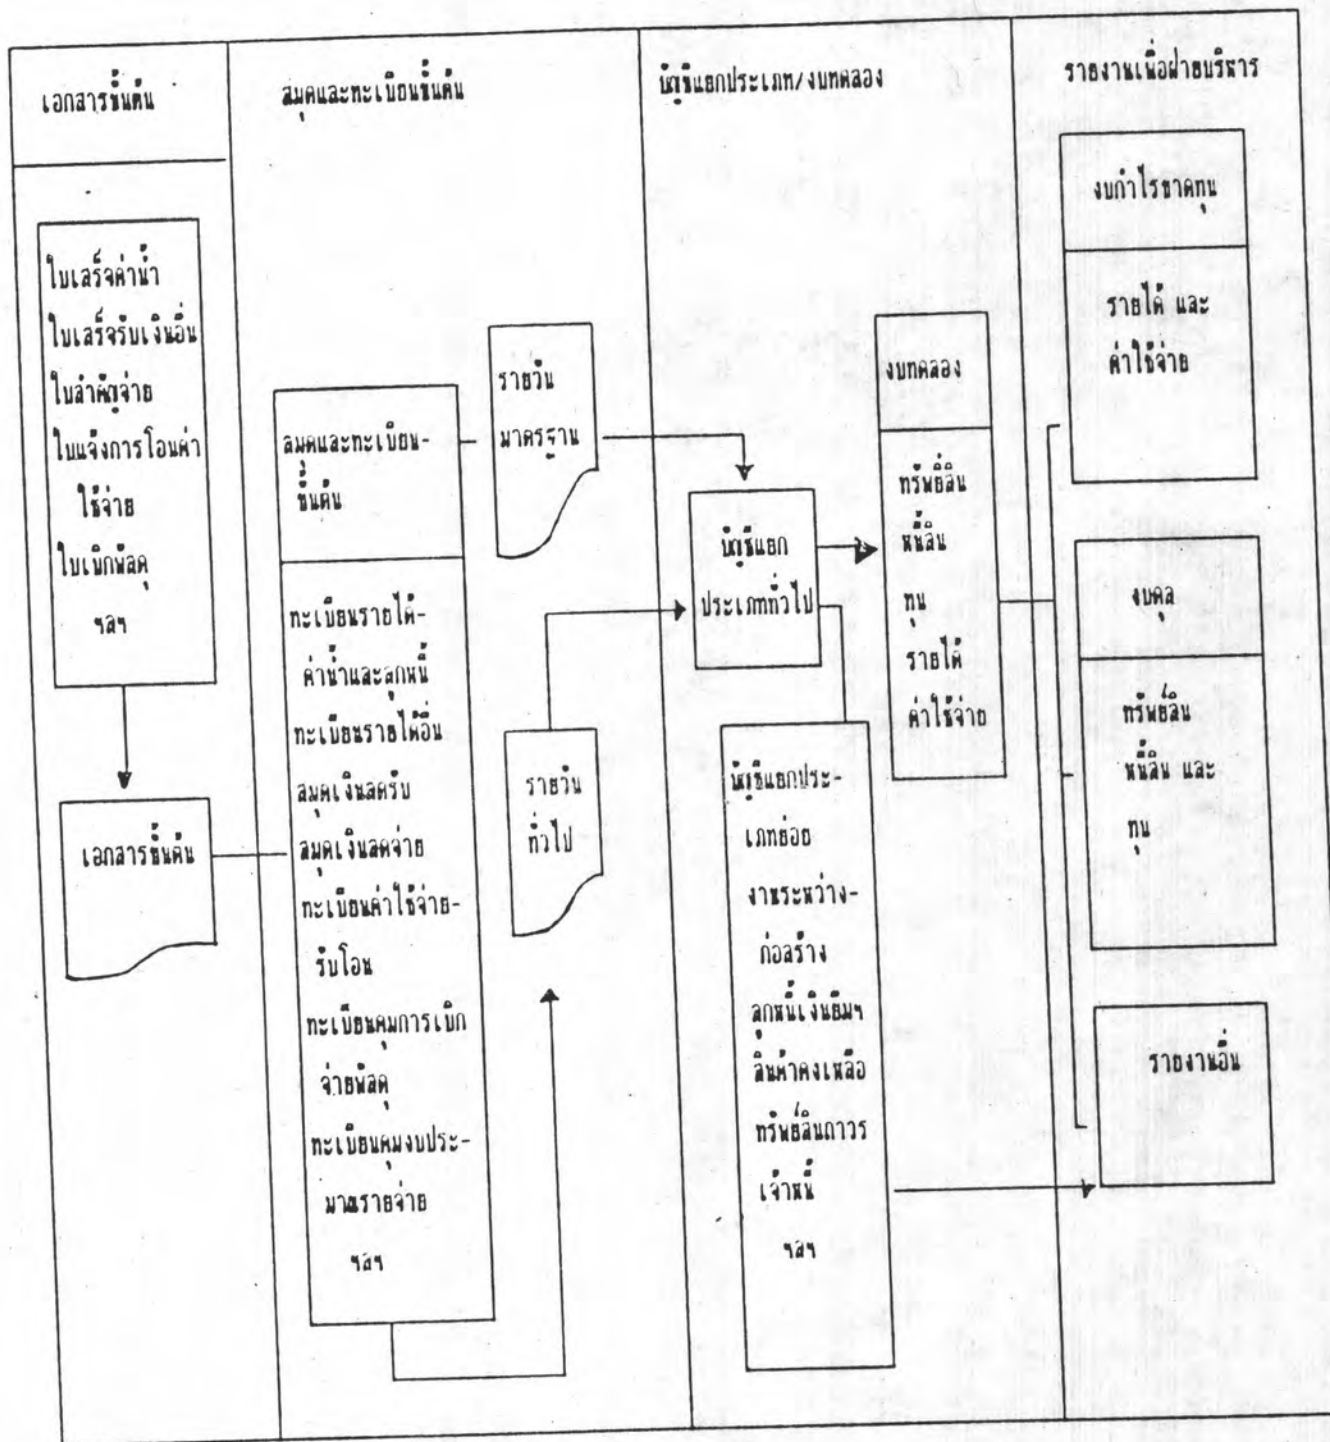 เอกสารขั้นต้น
สมุดและทะเบียนขั้นต้น
บัญชีแยกประเภท/งบทดลอง
รายงานเพื่อฝ่ายบริหาร
ใบเสร็จค่าน้ำ
ใบเสร็จรับเงินอื่น
ใบสำคัญจ่าย
ใบแจ้งการโอนค่า
ใช้จ่าย
ใบเบิกพัสดุ
ฯลฯ
เอกสารขั้นต้น
สมุดและทะเบียน-
ขั้นต้น
ทะเบียนรายได้-
ค่าน้ำและลูกหนี้
ทะเบียนรายได้อื่น
สมุดเงินสดรับ
สมุดเงินสดจ่าย
ทะเบียนค่าใช้จ่าย-
รับโอน
ทะเบียนคุมการเบิก
จ่ายพัสดุ
ทะเบียนคุมงบประ-
มาณรายจ่าย
ฯลฯ
รายวัน
มาตรฐาน
รายวัน
ทั่วไป
บัญชีแยก
ประเภททั่วไป
บัญชีแยกประ-
เภทย่อย
งานระหว่าง-
ก่อสร้าง
ลูกหนี้เงินยืมฯ
สินค้าคงเหลือ
ทรัพย์สินถาวร
เจ้าหนี้
ฯลฯ
งบทดลอง
ทรัพย์สิน
หนี้สิน
ทุน
รายได้
ค่าใช้จ่าย
งบกำไรขาดทุน
รายได้ และ
ค่าใช้จ่าย
งบดุล
ทรัพย์สิน
หนี้สิน และ
ทุน
รายงานอื่น